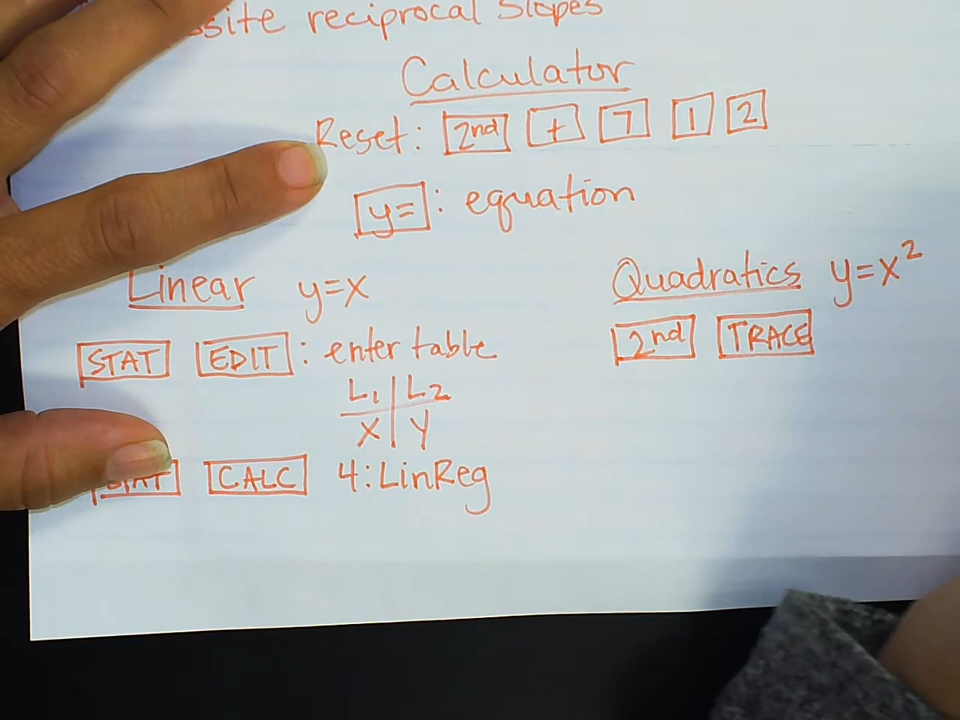 reciprocal slopes
Calculator
Reset: 2nd + 7 1 2
y= : equation
Linear y=x
STAT EDIT : enter table
L1 L2
X Y
STAT CALC 4:LinReg
Quadratics y=x²
2nd TRACE